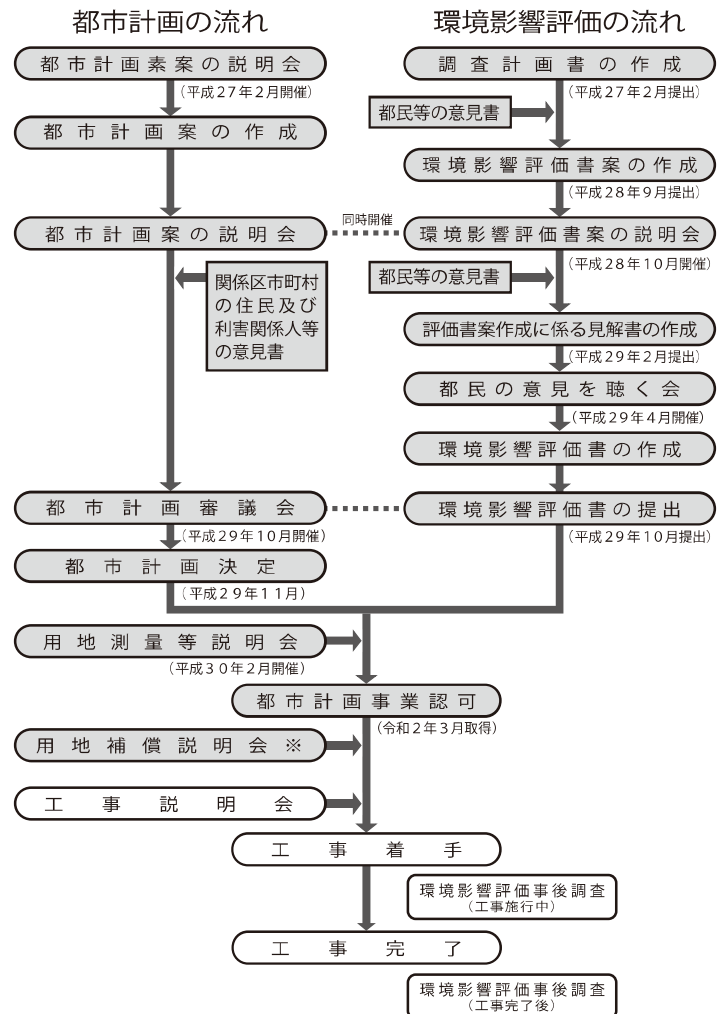 都市計画の流れ
都市計画素案の説明会
（平成27年2月開催）
都市計画案の作成
都市計画案の説明会
同時開催
関係区市町村
の住民及び
利害関係人等
の意見書
都市計画審議会
（平成29年10月開催）
都市計画決定
（平成29年11月）
環境影響評価の流れ
調査計画書の作成
（平成27年2月提出）
都民等の意見書
環境影響評価書案の作成
（平成28年9月提出）
環境影響評価書案の説明会
（平成28年10月開催）
都民等の意見書
評価書案作成に係る見解書の作成
（平成29年2月提出）
都民の意見を聴く会
（平成29年4月開催）
環境影響評価書の作成
環境影響評価書の提出
（平成29年10月提出）
用地測量等説明会
（平成30年2月開催）
都市計画事業認可
（令和2年3月取得）
用地補償説明会※
工事説明会
工事着手
環境影響評価事後調査
（工事施行中）
工事完了
環境影響評価事後調査
（工事完了後）